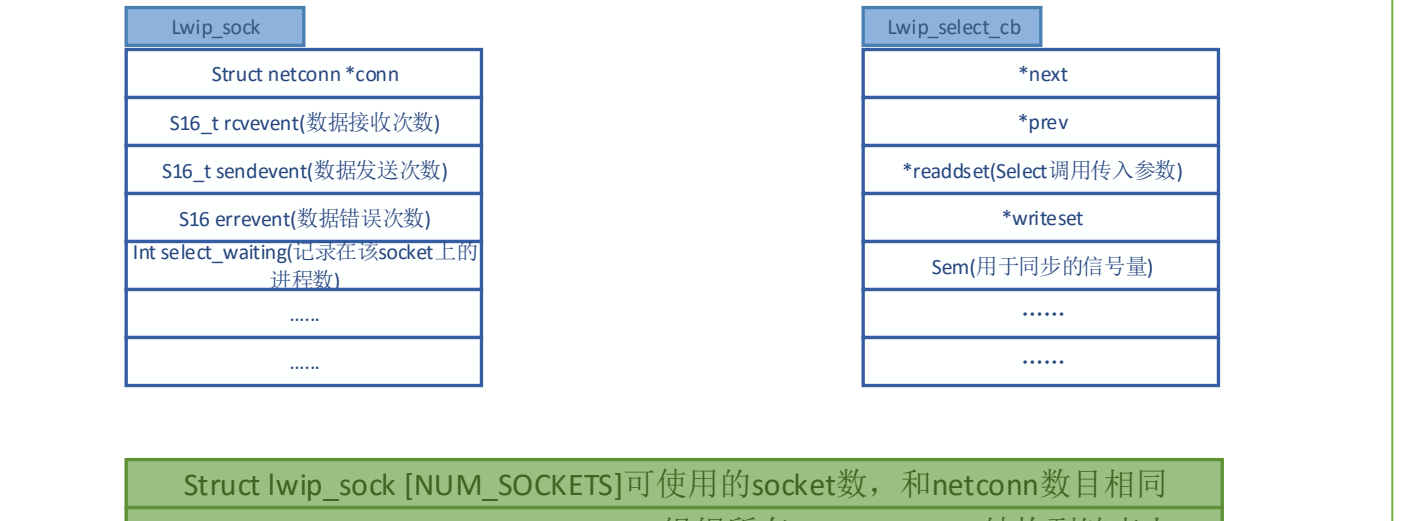 Lwip_sock
Struct netconn *conn
S16_t rcvevent(数据接收次数)
S16_t sendevent(数据发送次数)
S16 errevent(数据错误次数)
Int select_waiting(记录在该socket上的
进程数)
......
......
Lwip_select_cb
*next
*prev
*readdset(Select调用传入参数)
*writeset
Sem(用于同步的信号量)
......
......
Struct lwip_sock [NUM_SOCKETS]可使用的socket数，和netconn数目相同